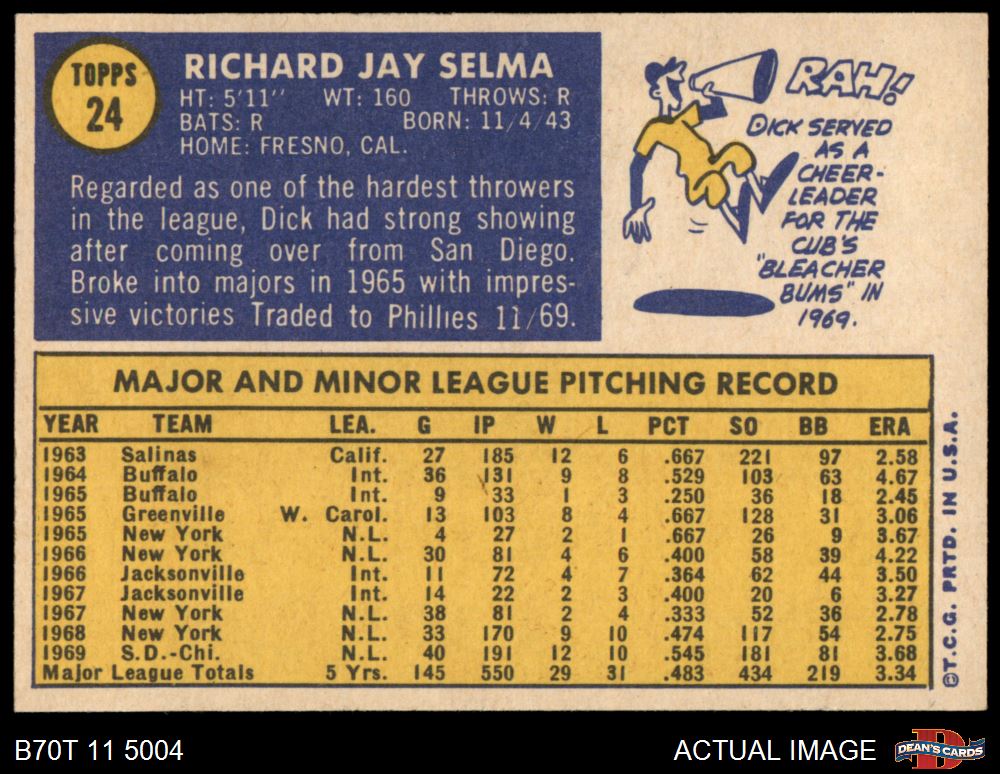 TOPPS
24
RICHARD JAY SELMA
HT: 5'11" WT: 160 THROWS: R
BATS: R BORN: 11/4/43
HOME: FRESNO, CAL.
Regarded as one of the hardest throwers
in the league, Dick had strong showing
after coming over from San Diego.
Broke into majors in 1965 with impres-
sive victories Traded to Phillies 11/69.
RAH!
DICK SERVED
AS A
CHEER-
LEADER
FOR THE
CUB'S
"BLEACHER
BUMS" IN
1969.
MAJOR AND MINOR LEAGUE PITCHING RECORD
YEAR TEAM LEA. G IP W L PCT SO BB ERA
1963 Salinas Calif. 27 185 12 6 .667 221 97 2.58
1964 Buffalo Int. 36 131 9 8 .529 103 63 4.67
1965 Buffalo Int. 9 33 1 3 .250 36 18 2.45
1965 Greenville W. Carol. 13 103 8 4 .667 128 31 3.06
1965 New York N.L. 4 27 2 1 .667 26 9 3.67
1966 New York N.L. 30 81 4 6 .400 58 39 4.22
1966 Jacksonville Int. 11 72 4 7 .364 62 44 3.50
1967 Jacksonville Int. 14 22 2 3 .400 20 6 3.27
1967 New York N.L. 38 81 2 4 .333 52 36 2.78
1968 New York N.L. 33 170 9 10 .474 117 54 2.75
1969 S.D.-Chi. N.L. 40 191 12 10 .545 181 81 3.68
Major League Totals 5 Yrs. 145 550 29 31 .483 434 219 3.34
©T.C.G. PRTD. IN U.S.A.
B70T 11 5004
ACTUAL IMAGE
D
DEAN'S CARDS